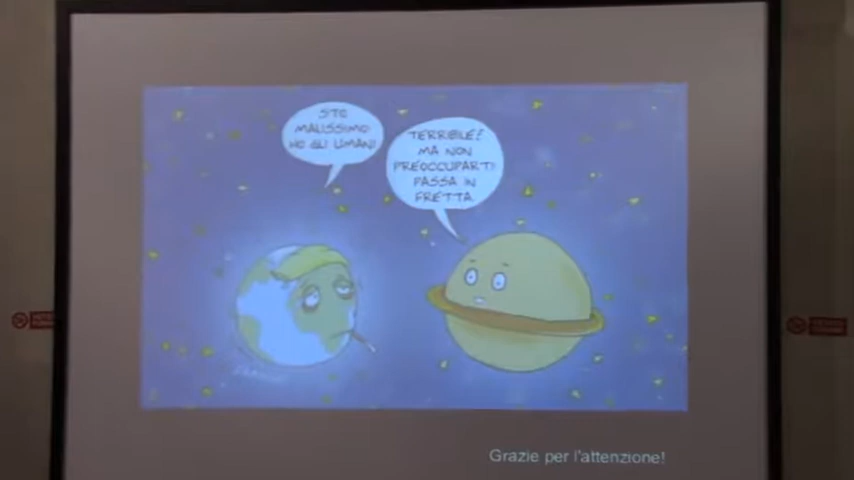 STO
MALISSIMO
HO GLI UMANI
TERRIBILE!
MA NON
PREOCCUPARTI
PASSA IN
FRETTA.
Grazie per l'attenzione!